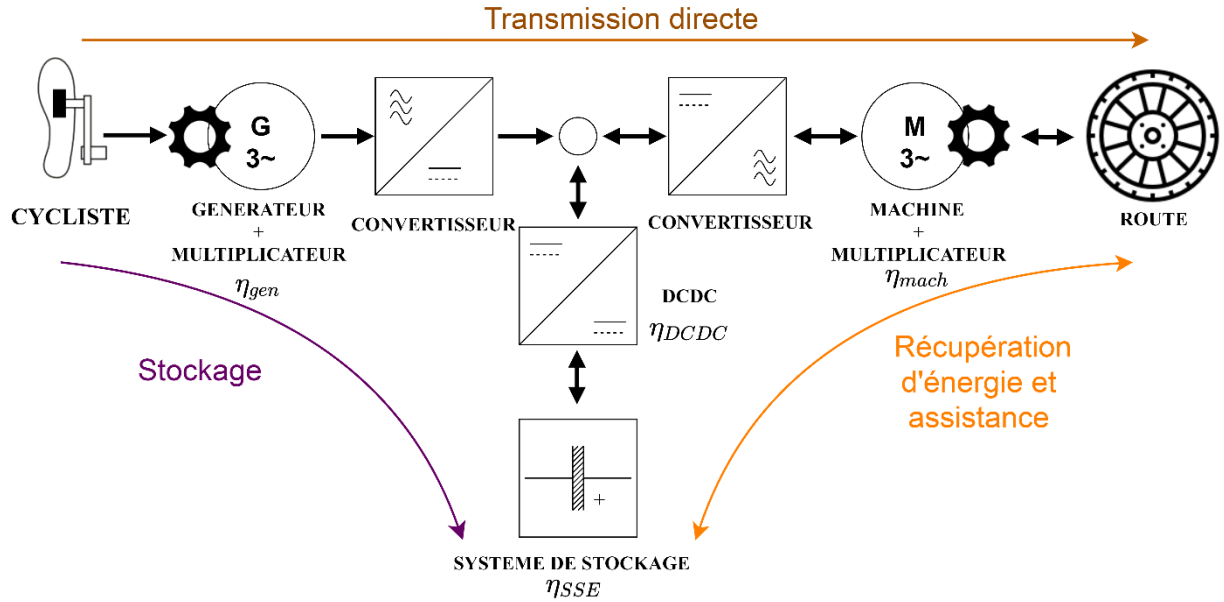 Transmission directe
G
3~
M
3~
CYCLISTE
GENERATEUR
+
MULTIPLICATEUR
η_gen
CONVERTISSEUR
CONVERTISSEUR
MACHINE
+
MULTIPLICATEUR
η_mach
ROUTE
DCDC
η_DCDC
Stockage
Récupération
d'énergie et
assistance
+
SYSTEME DE STOCKAGE
η_SSE